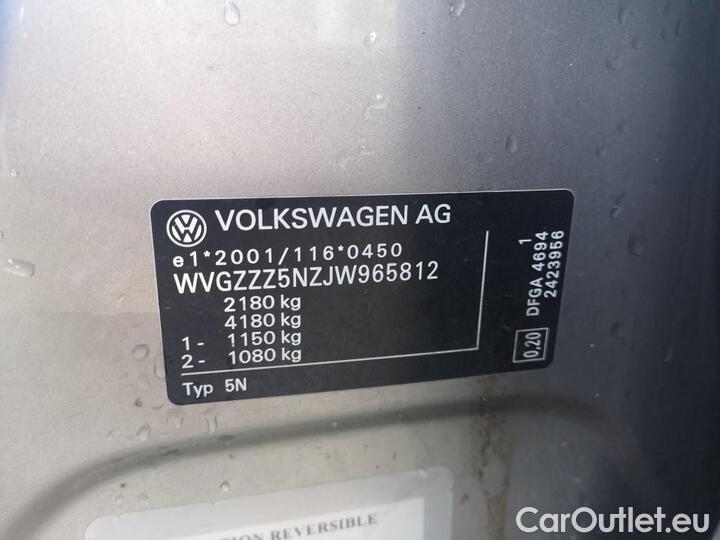 VOLKSWAGEN AG
e1*2001/116*0450
WVGZZZ5NZJW965812
2180 kg
4180 kg
1- 1150 kg
2- 1080 kg
Typ 5N
1
DFGA 4694
2423956
0,20
TION REVERSIBLE
CarOutlet.eu